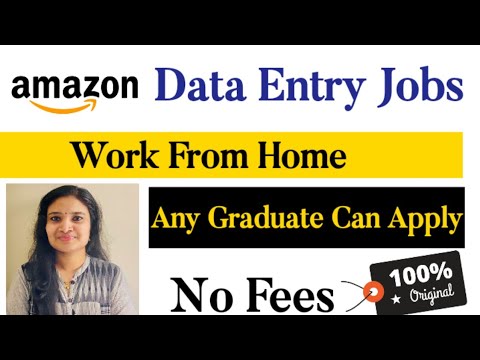 amazon Data Entry Jobs
Work From Home
Any Graduate Can Apply
No Fees
100%
Original